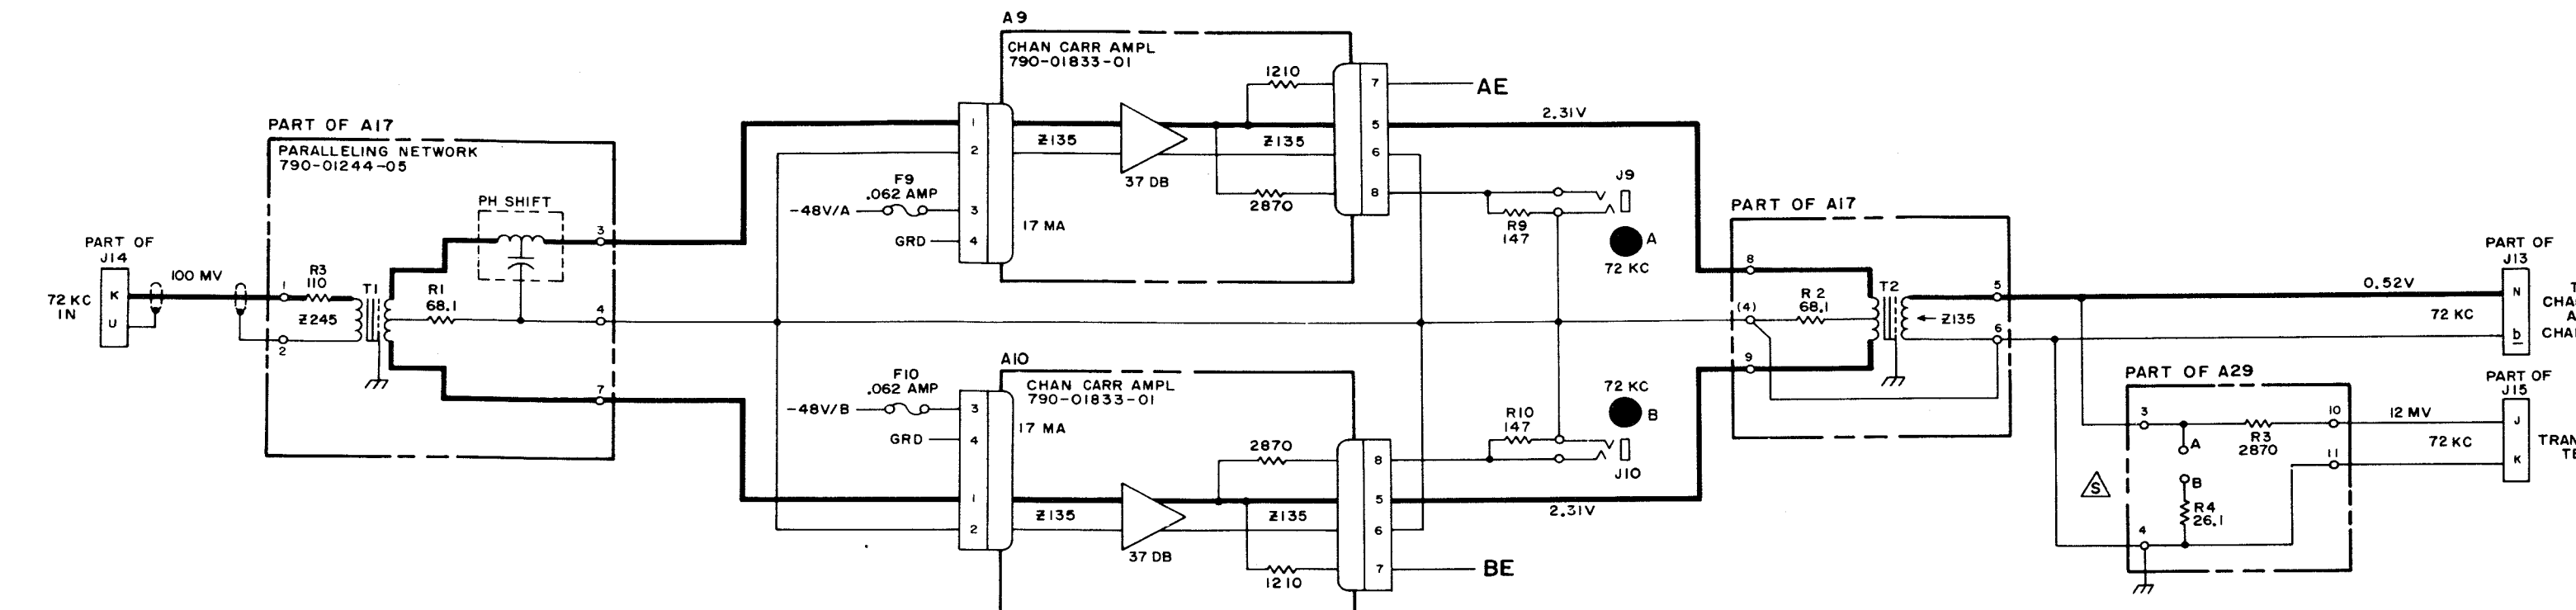 A9
CHAN CARR AMPL
790-01833-01
1210
7
AE
1
Z135
Z135
5
2.31V
2
6
37 DB
F9
.062 AMP
-48V/A
3
2870
8
J9
R9
147
17 MA
GRD
4
A
72 KC
PART OF A17
PARALLELING NETWORK
790-01244-05
PH SHIFT
3
PART OF
J14
100 MV
1
R3
110
T1
R1
68.1
4
72 KC
IN
K
U
Z245
2
7
PART OF A17
8
T2
R2
68.1
(4)
Z135
5
6
9
0.52V
PART OF
J13
N
72 KC
b
A10
CHAN CARR AMPL
790-01833-01
F10
.062 AMP
-48V/B
3
GRD
4
17 MA
1
Z135
Z135
2
37 DB
2870
8
5
2.31V
6
1210
7
BE
72 KC
B
R10
147
J10
PART OF A29
3
A
R3
2870
10
12 MV
PART OF
J15
J
72 KC
K
11
S
B
R4
26.1
4